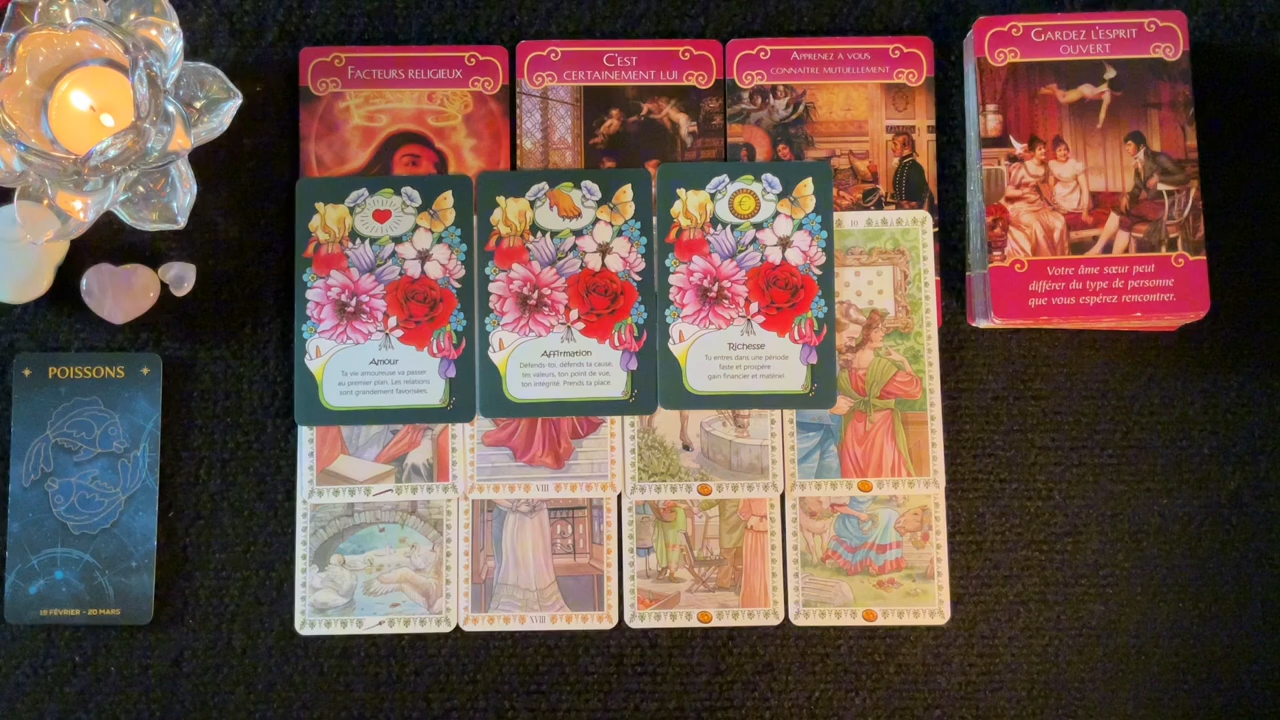 FACTEURS RELIGIEUX
C'EST
CERTAINEMENT LUI
APPRENEZ À VOUS
CONNAÎTRE MUTUELLEMENT
GARDEZ L'ESPRIT
OUVERT
Votre âme sœur peut
différer du type de personne
que vous espérez rencontrer.
Amour
Ta vie amoureuse va passer
au premier plan. Les relations
sont grandement favorisées.
Affirmation
Défends-toi, défends ta cause,
tes valeurs, ton point de vue,
ton intégrité. Prends ta place.
€
Richesse
Tu entres dans une période
faste et prospère
gain financier et matériel.
POISSONS
19 FÉVRIER - 20 MARS
VIII
XVIII